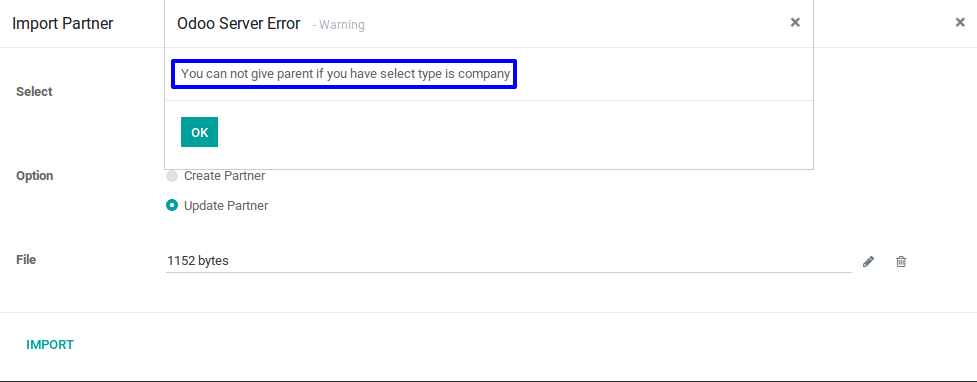 Import Partner
Odoo Server Error - Warning
You can not give parent if you have select type is company
Select
OK
Option
Create Partner
Update Partner
File
1152 bytes
IMPORT